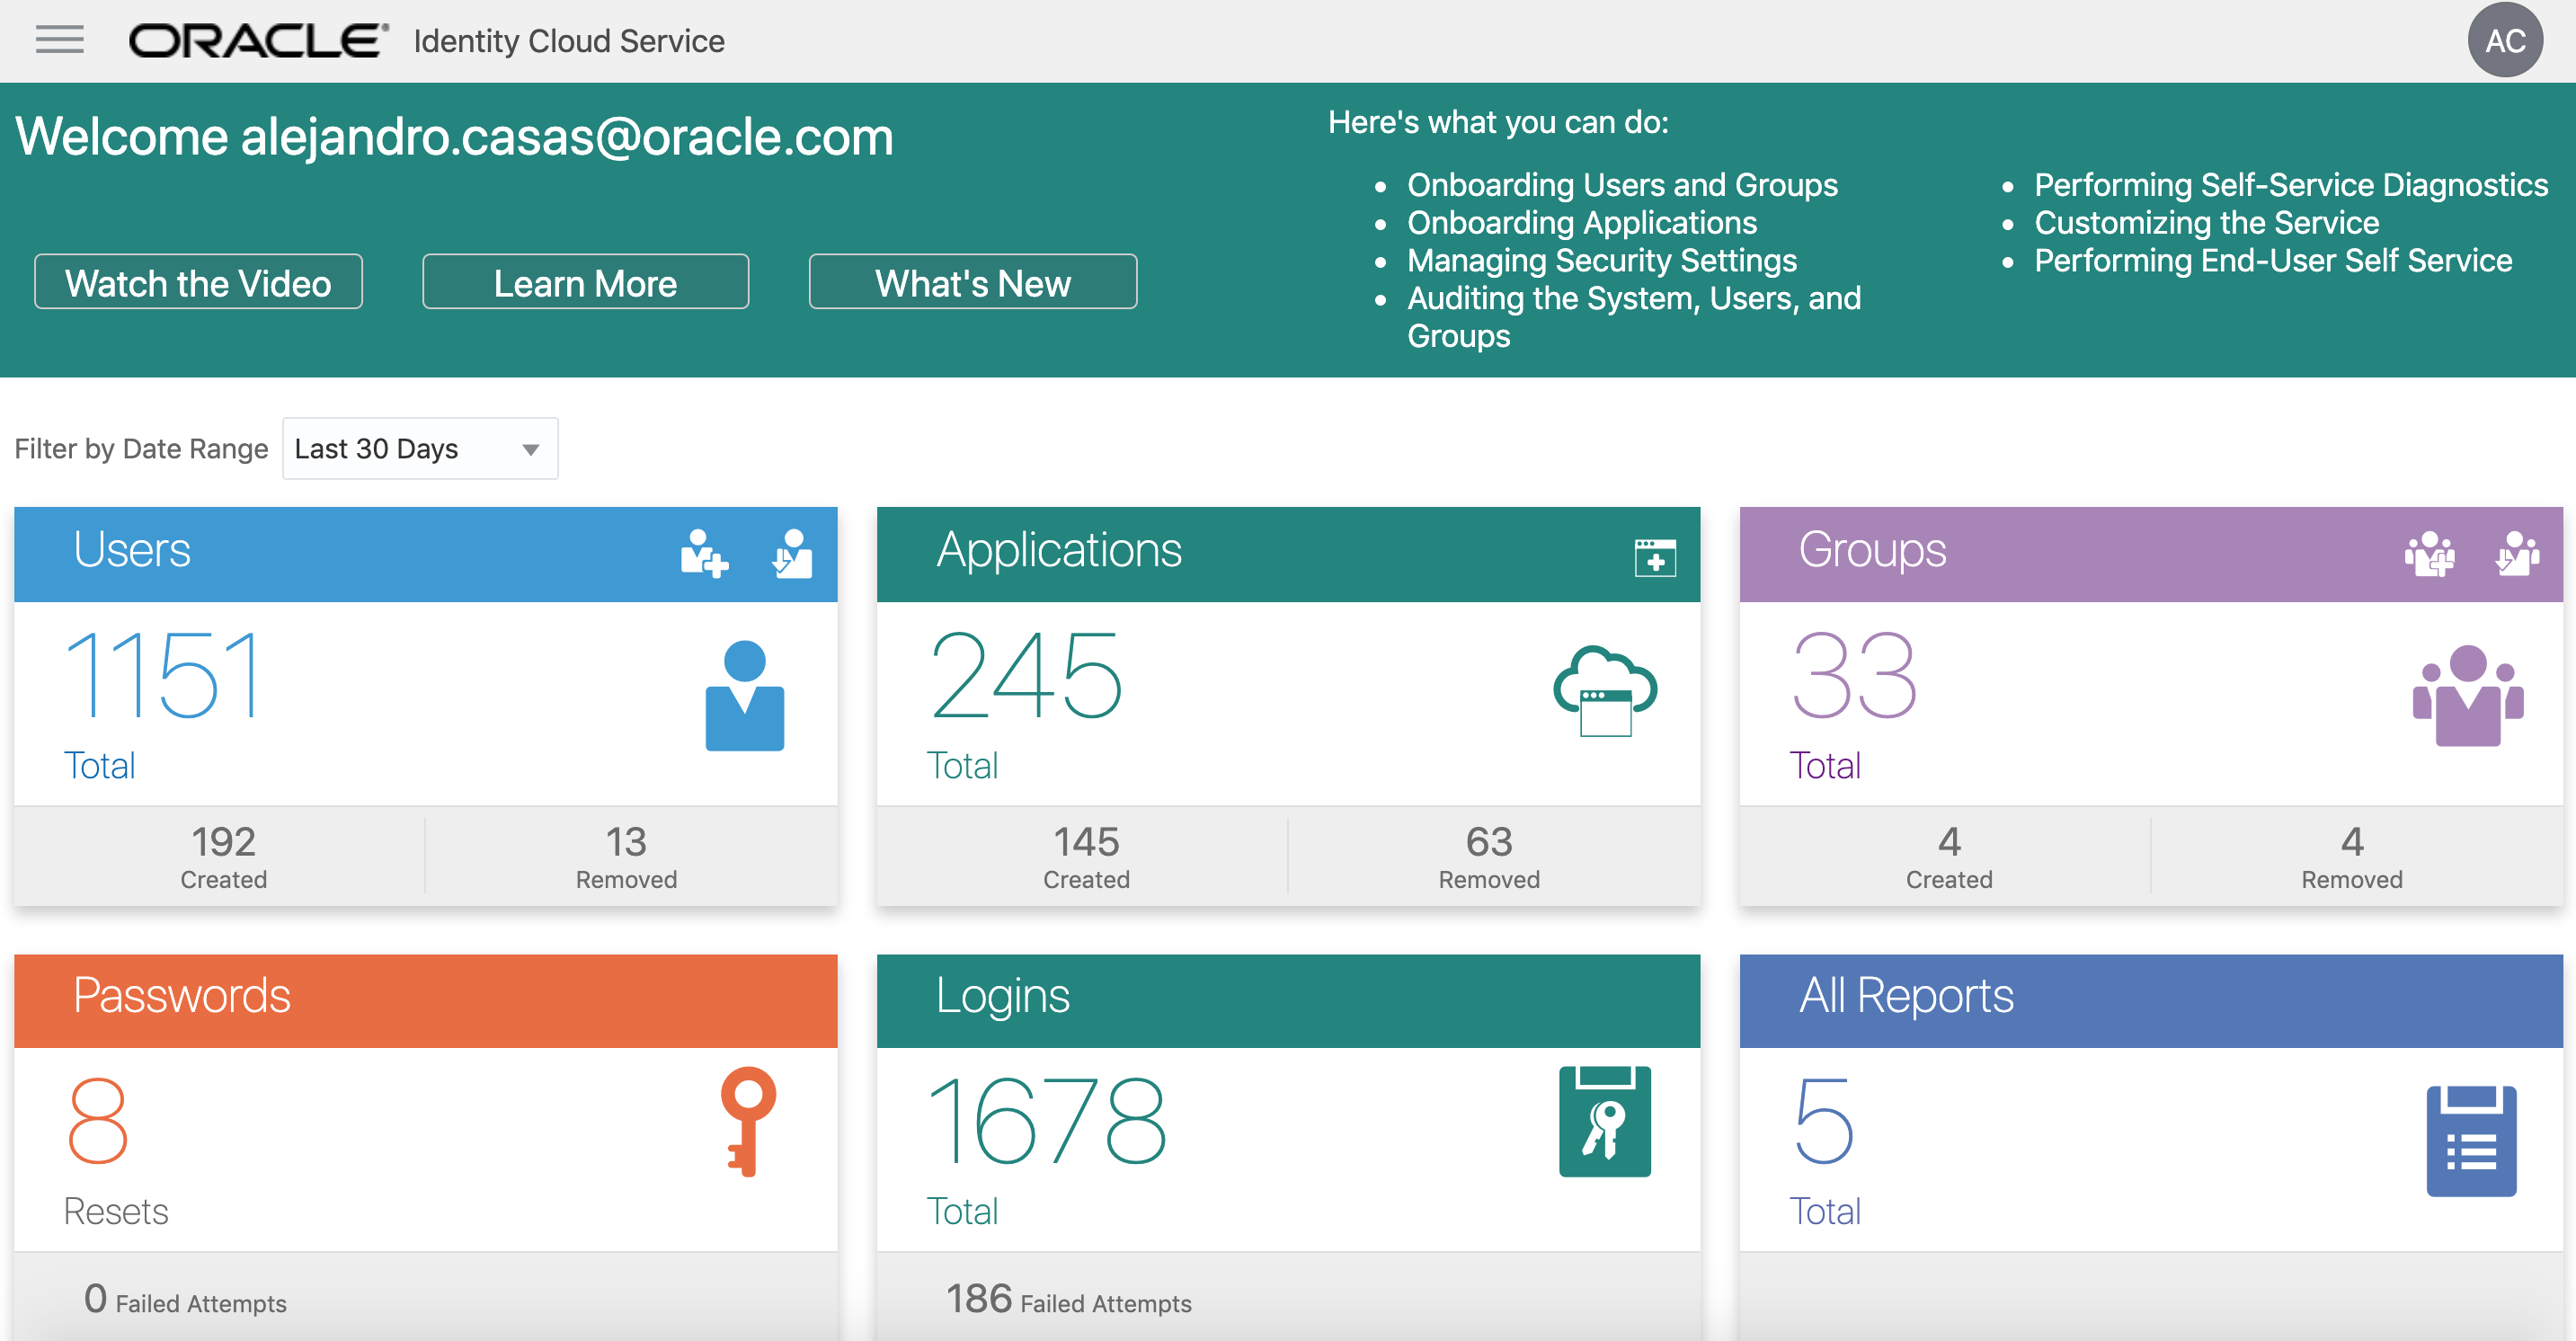 ORACLE® Identity Cloud Service
AC
Welcome alejandro.casas@oracle.com
Watch the Video
Learn More
What's New
Here's what you can do:
• Onboarding Users and Groups
• Onboarding Applications
• Managing Security Settings
• Auditing the System, Users, and
Groups
• Performing Self-Service Diagnostics
• Customizing the Service
• Performing End-User Self Service
Filter by Date Range
Last 30 Days
Users
1151
Total
192
Created
13
Removed
Applications
245
Total
145
Created
63
Removed
Groups
33
Total
4
Created
4
Removed
Passwords
8
Resets
0 Failed Attempts
Logins
1678
Total
186 Failed Attempts
All Reports
5
Total